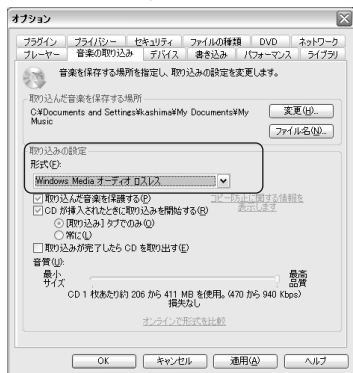 オプション
プラグイン プライバシー セキュリティ ファイルの種類 DVD ネットワーク
プレーヤー 音楽の取り込み デバイス 書き込み パフォーマンス ライブラリ
音楽を保存する場所を指定し、取り込みの設定を変更します。
取り込んだ音楽を保存する場所
C:¥Documents and Settings¥kashima¥My Documents¥My Music
変更(H)...
ファイル名(N)...
取り込みの設定
形式(F):
Windows Media オーディオ ロスレス
取り込んだ音楽を保護する(P)
コピー防止に関する情報を表示します
CD が挿入されたときに取り込みを開始する(R)
[取り込み] タブでのみ(O)
常に(L)
取り込みが完了したら CD を取り出す(E)
音質(U):
最小サイズ
最高品質
CD 1 枚あたり約 206 から 411 MB を使用。(470 から 940 Kbps)
損失なし
オンラインで形式を比較
OK キャンセル 適用(A) ヘルプ